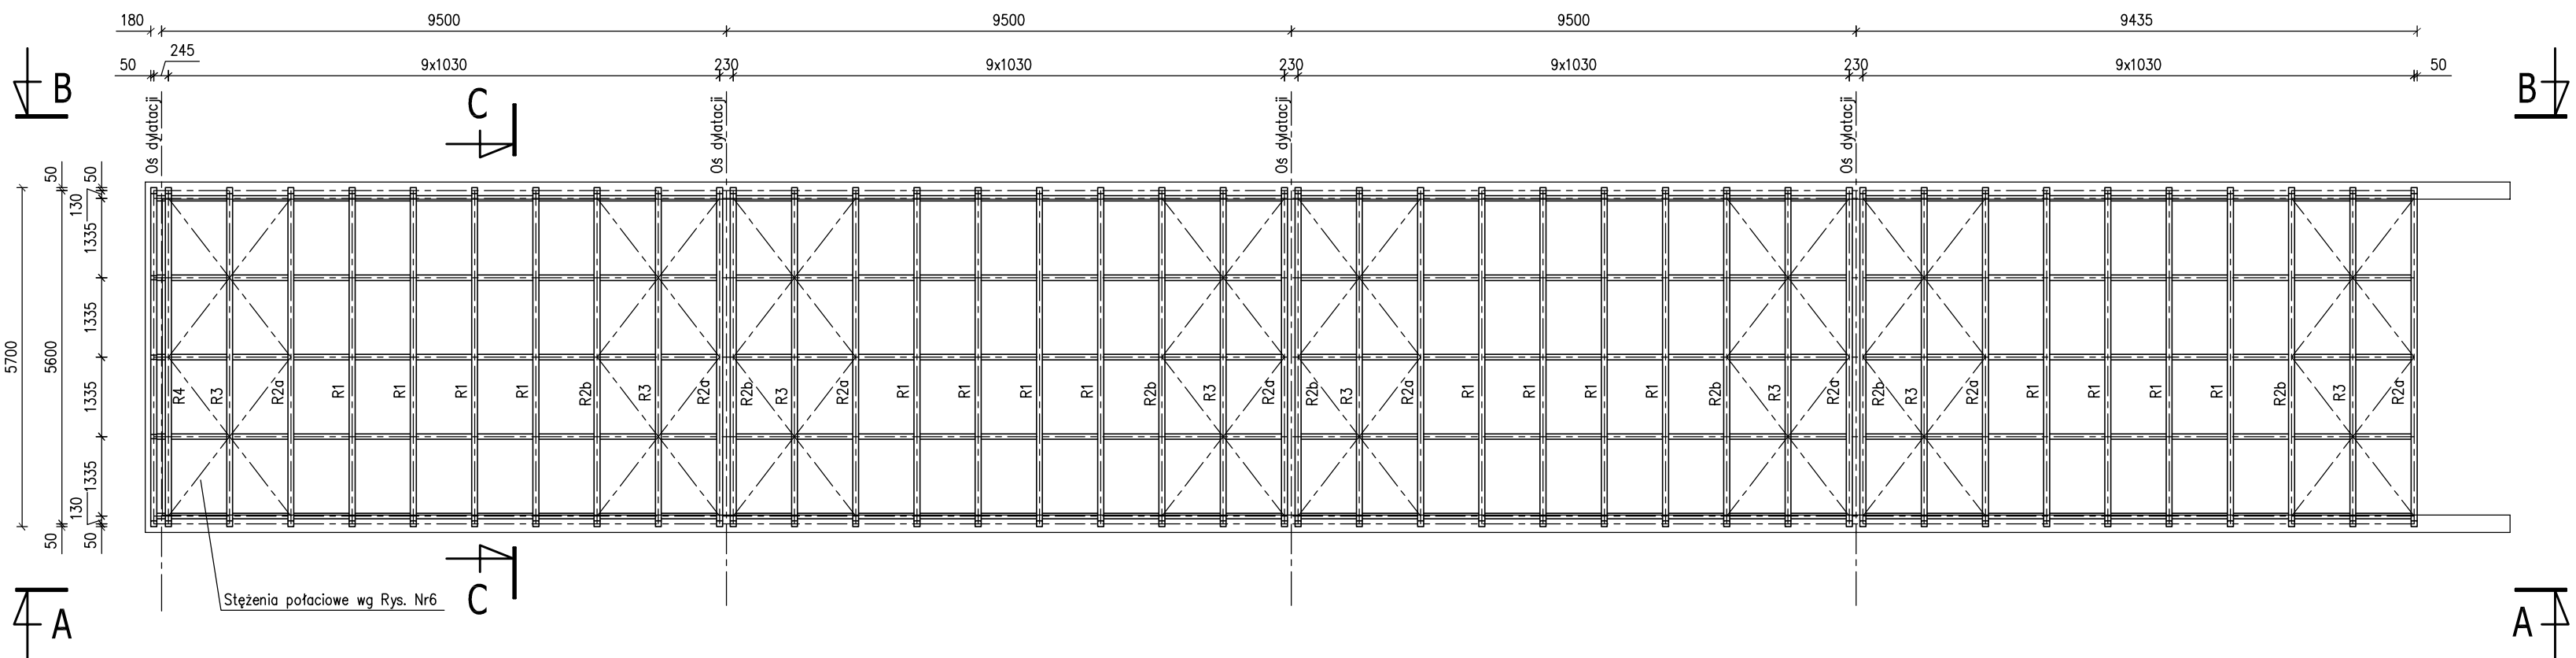 180 9500 9500 9500 9435
245
50 9x1030 230 9x1030 230 9x1030 230 9x1030 50
B B
C
Oś dylatacji Oś dylatacji Oś dylatacji Oś dylatacji
50 50
130
1335
1335
5700 5600
1335
1335
130
50 50
R4 R3 R2a R1 R1 R1 R1 R2b R3 R2a R2b R3 R2a R1 R1 R1 R1 R2b R3 R2a R2b R3 R2a R1 R1 R1 R1 R2b R3 R2a R2b R3 R2a R1 R1 R1 R1 R2b R3 R2a
Stężenia połaciowe wg Rys. Nr6
C
A A